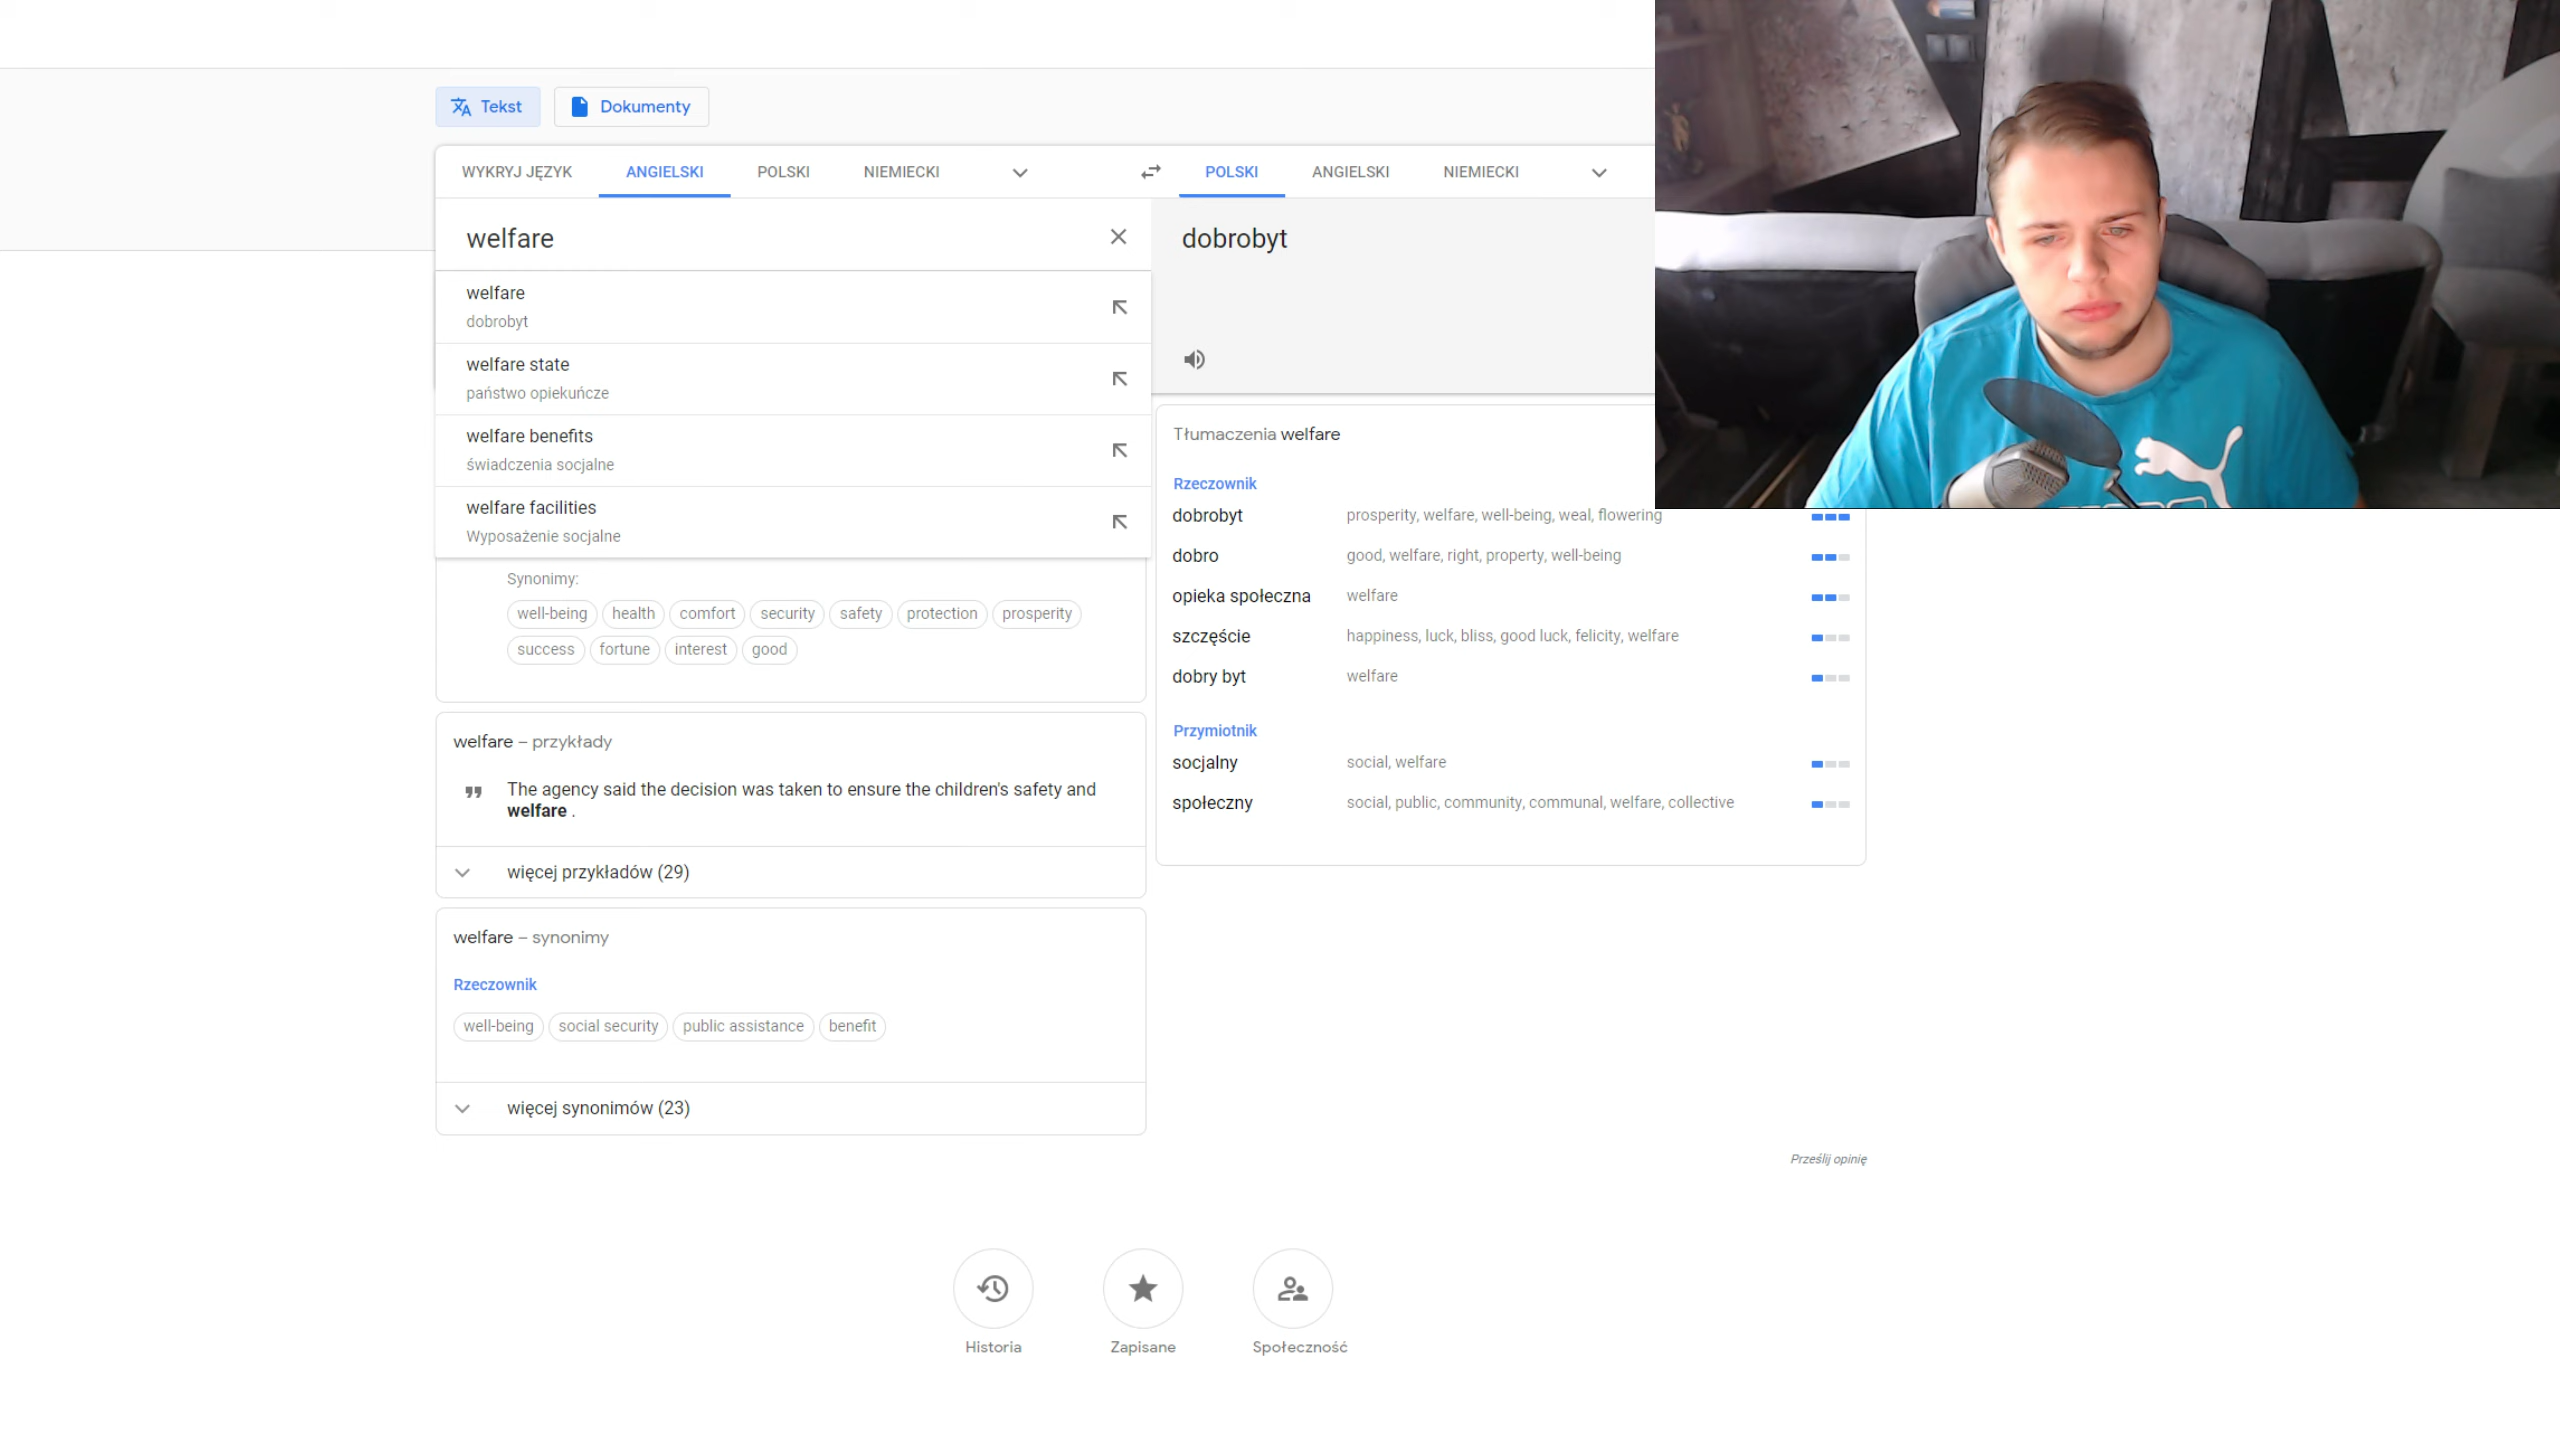 Tekst
Dokumenty
WYKRYJ JĘZYK
ANGIELSKI
POLSKI
NIEMIECKI
POLSKI
ANGIELSKI
NIEMIECKI
welfare
welfare
dobrobyt
welfare state
państwo opiekuńcze
welfare benefits
świadczenia socjalne
welfare facilities
Wyposażenie socjalne
Synonimy:
well-being health comfort security safety protection prosperity
success fortune interest good
welfare – przykłady
The agency said the decision was taken to ensure the children's safety and
welfare .
więcej przykładów (29)
welfare – synonimy
Rzeczownik
well-being social security public assistance benefit
więcej synonimów (23)
dobrobyt
Tłumaczenia welfare
Rzeczownik
dobrobyt prosperity, welfare, well-being, weal, flowering
dobro good, welfare, right, property, well-being
opieka społeczna welfare
szczęście happiness, luck, bliss, good luck, felicity, welfare
dobry byt welfare
Przymiotnik
socjalny social, welfare
społeczny social, public, community, communal, welfare, collective
Prześlij opinię
Historia
Zapisane
Społeczność